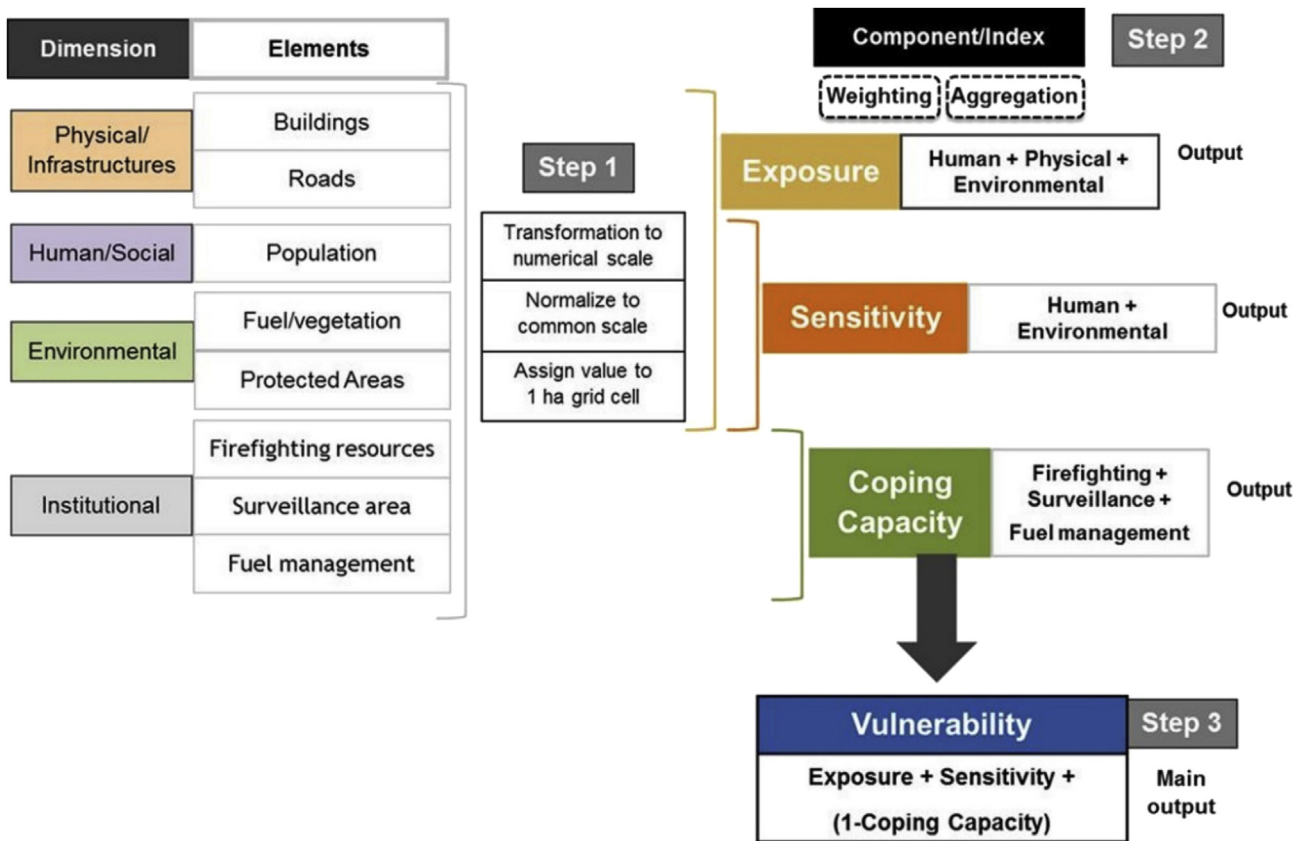 Dimension
Elements
Physical/
Infrastructures
Buildings
Roads
Human/Social
Population
Environmental
Fuel/vegetation
Protected Areas
Institutional
Firefighting resources
Surveillance area
Fuel management
Step 1
Transformation to
numerical scale
Normalize to
common scale
Assign value to
1 ha grid cell
Component/Index
Step 2
Weighting
Aggregation
Exposure
Human + Physical +
Environmental
Output
Sensitivity
Human +
Environmental
Output
Coping
Capacity
Firefighting +
Surveillance +
Fuel management
Output
Vulnerability
Step 3
Exposure + Sensitivity +
(1-Coping Capacity)
Main
output